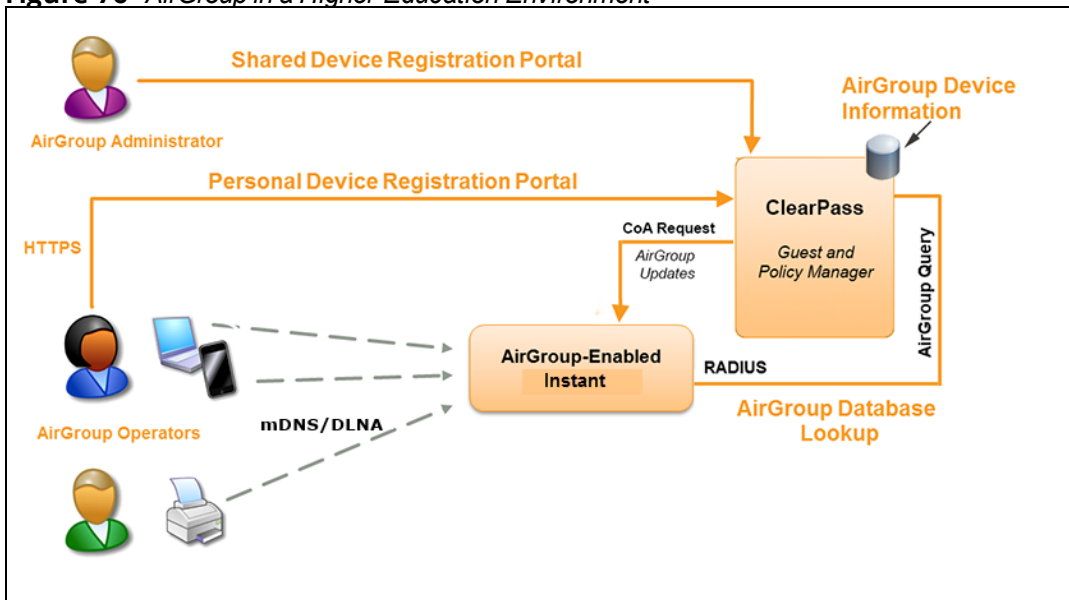 Figure 70 AirGroup in a Higher Education Environment
Shared Device Registration Portal
AirGroup Device
Information
AirGroup Administrator
Personal Device Registration Portal
ClearPass
Guest and
Policy Manager
CoA Request
AirGroup
Updates
HTTPS
AirGroup Query
AirGroup-Enabled
Instant
RADIUS
AirGroup Database
Lookup
AirGroup Operators
mDNS/DLNA